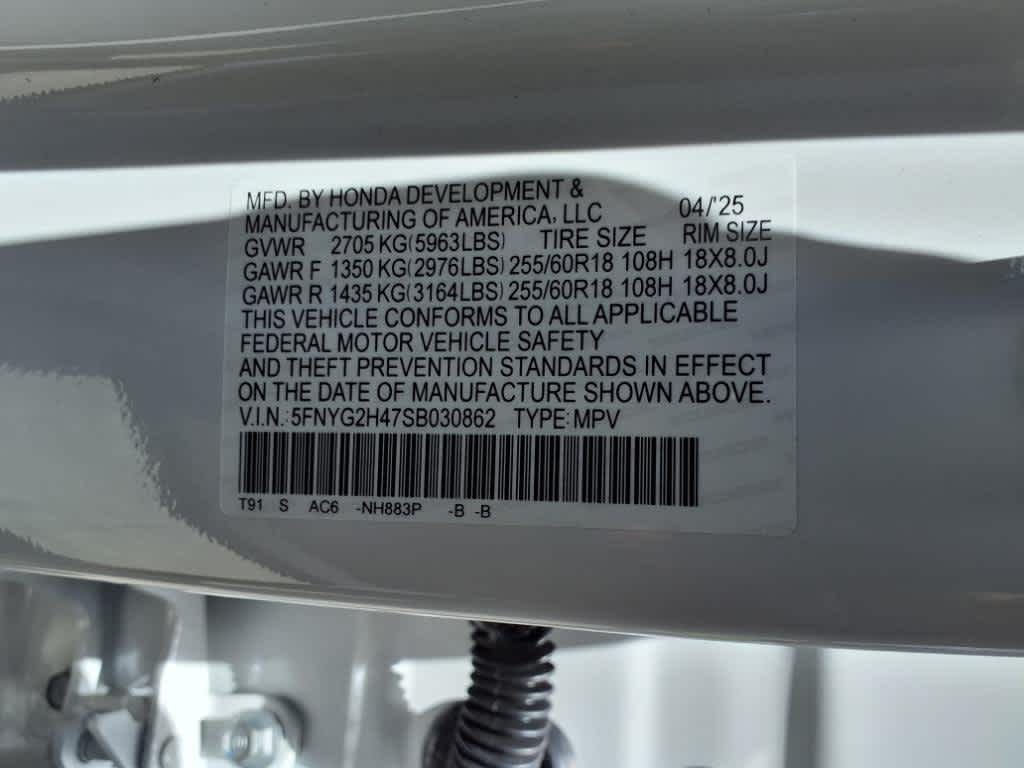 MFD. BY HONDA DEVELOPMENT &
MANUFACTURING OF AMERICA, LLC 04/'25
GVWR 2705 KG(5963LBS) TIRE SIZE RIM SIZE
GAWR F 1350 KG(2976LBS) 255/60R18 108H 18X8.0J
GAWR R 1435 KG(3164LBS) 255/60R18 108H 18X8.0J
THIS VEHICLE CONFORMS TO ALL APPLICABLE
FEDERAL MOTOR VEHICLE SAFETY
AND THEFT PREVENTION STANDARDS IN EFFECT
ON THE DATE OF MANUFACTURE SHOWN ABOVE.
V.I.N.: 5FNYG2H47SB030862 TYPE: MPV
T91 S AC6 -NH883P -B -B